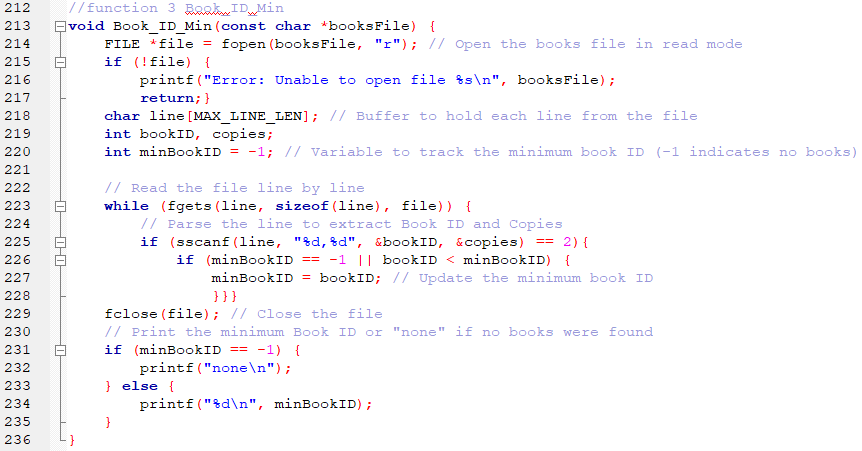 212 //function 3 Book_ID_Min
213 void Book_ID_Min(const char *booksFile) {
214     FILE *file = fopen(booksFile, "r"); // Open the books file in read mode
215     if (!file) {
216         printf("Error: Unable to open file %s\n", booksFile);
217         return;}
218     char line[MAX_LINE_LEN]; // Buffer to hold each line from the file
219     int bookID, copies;
220     int minBookID = -1; // Variable to track the minimum book ID (-1 indicates no books)
221
222     // Read the file line by line
223     while (fgets(line, sizeof(line), file)) {
224         // Parse the line to extract Book ID and Copies
225         if (sscanf(line, "%d,%d", &bookID, &copies) == 2){
226             if (minBookID == -1 || bookID < minBookID) {
227                 minBookID = bookID; // Update the minimum book ID
228                 }}}
229     fclose(file); // Close the file
230     // Print the minimum Book ID or "none" if no books were found
231     if (minBookID == -1) {
232         printf("none\n");
233     } else {
234         printf("%d\n", minBookID);
235     }
236 }